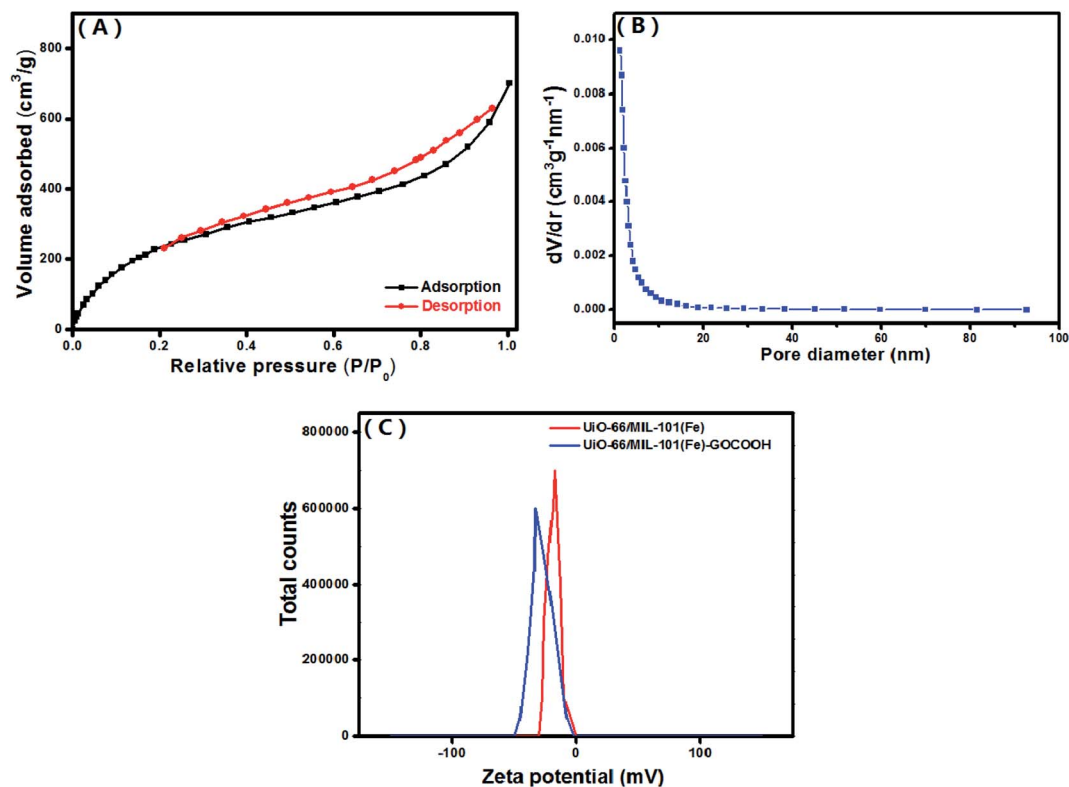 ( A )
800
600
400
200
0
Volume adsorbed (cm³/g)
Adsorption
Desorption
0.0 0.2 0.4 0.6 0.8 1.0
Relative pressure (P/P₀)
( B )
0.010
0.008
0.006
0.004
0.002
0.000
dV/dr (cm³g⁻¹nm⁻¹)
0 20 40 60 80 100
Pore diameter (nm)
( C )
UiO-66/MIL-101(Fe)
UiO-66/MIL-101(Fe)-GOCOOH
800000
600000
400000
200000
0
Total counts
-100 0 100
Zeta potential (mV)